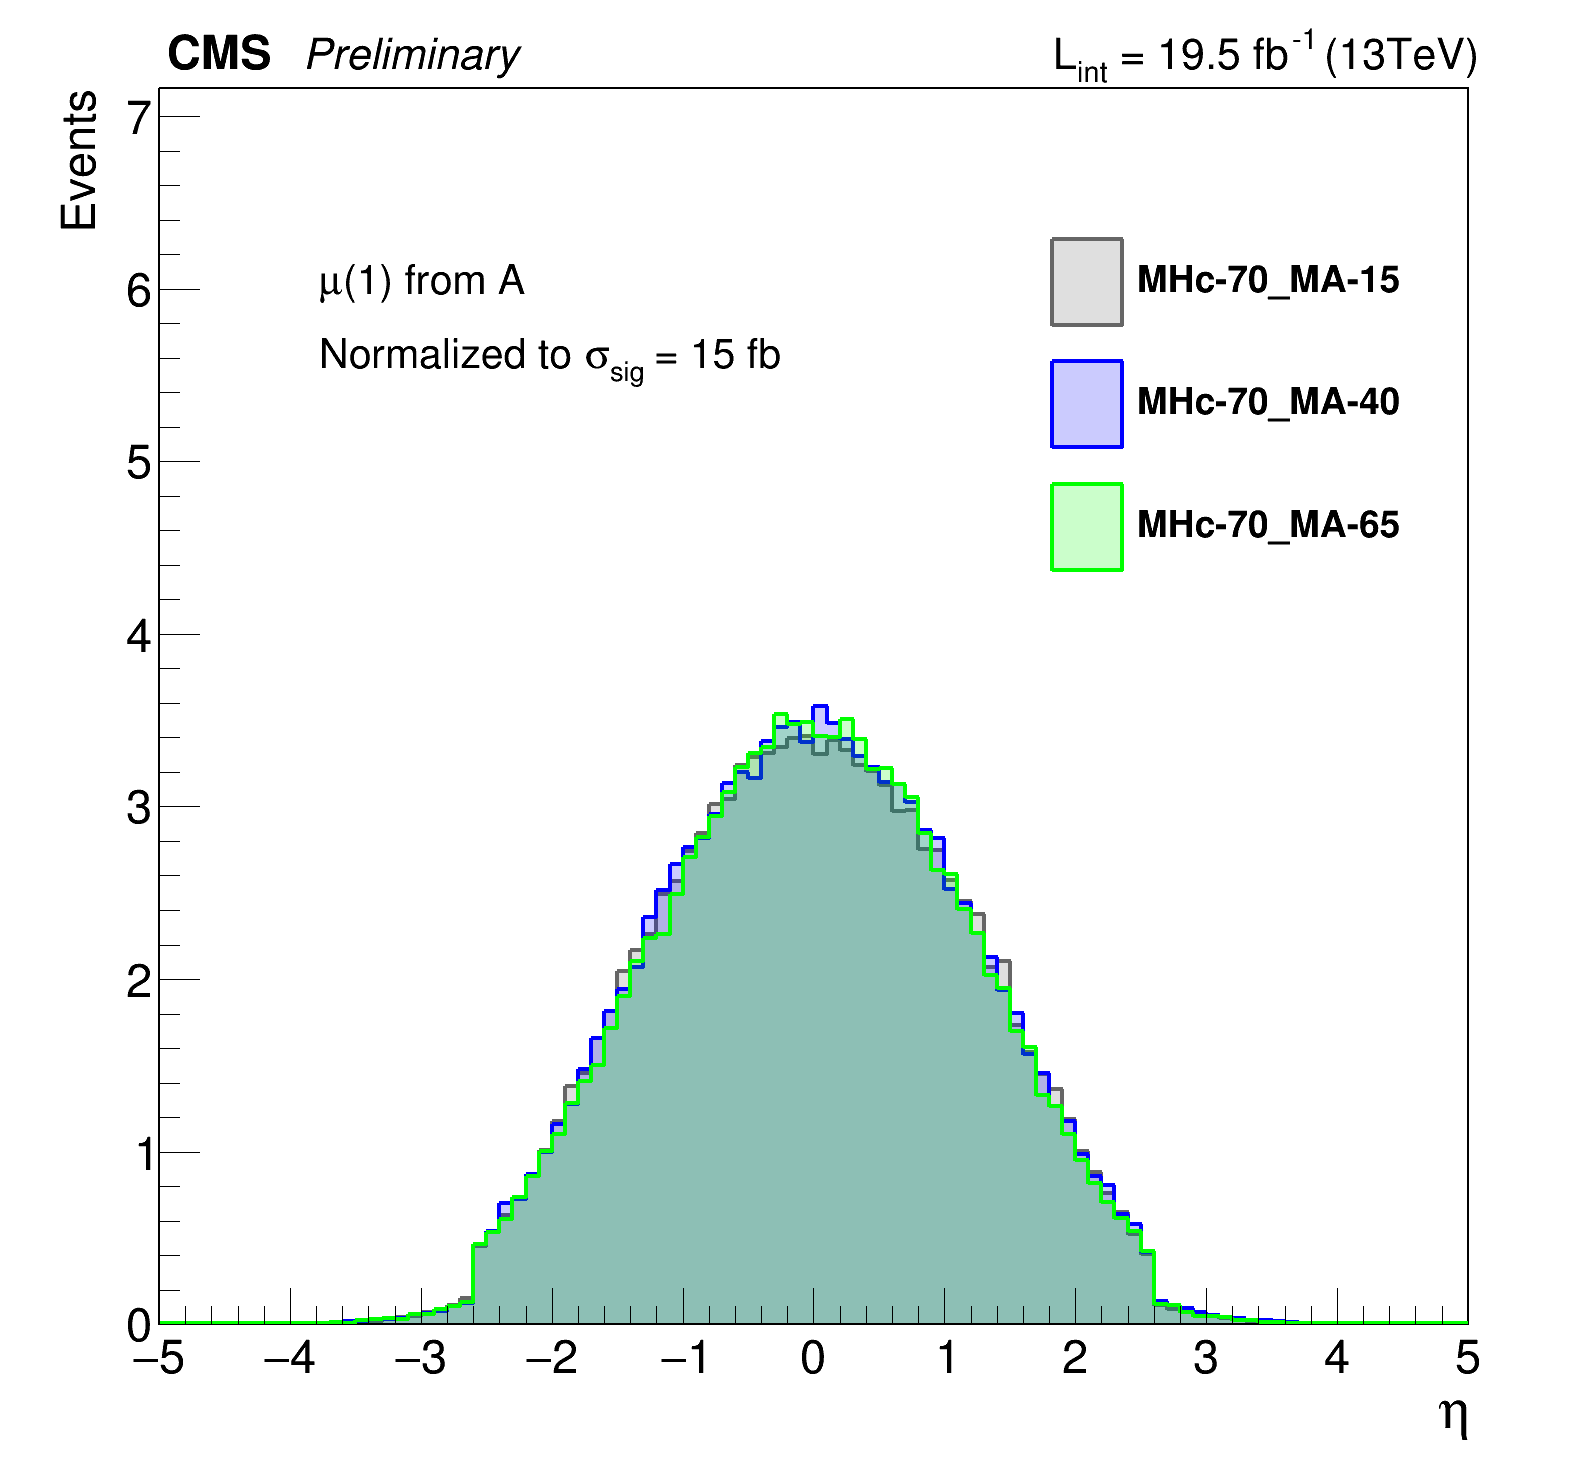 CMS Preliminary
L_int = 19.5 fb^-1 (13TeV)
Events
7
6
5
4
3
2
1
0
μ(1) from A
Normalized to σ_sig = 15 fb
MHc-70_MA-15
MHc-70_MA-40
MHc-70_MA-65
−5 −4 −3 −2 −1 0 1 2 3 4 5
η